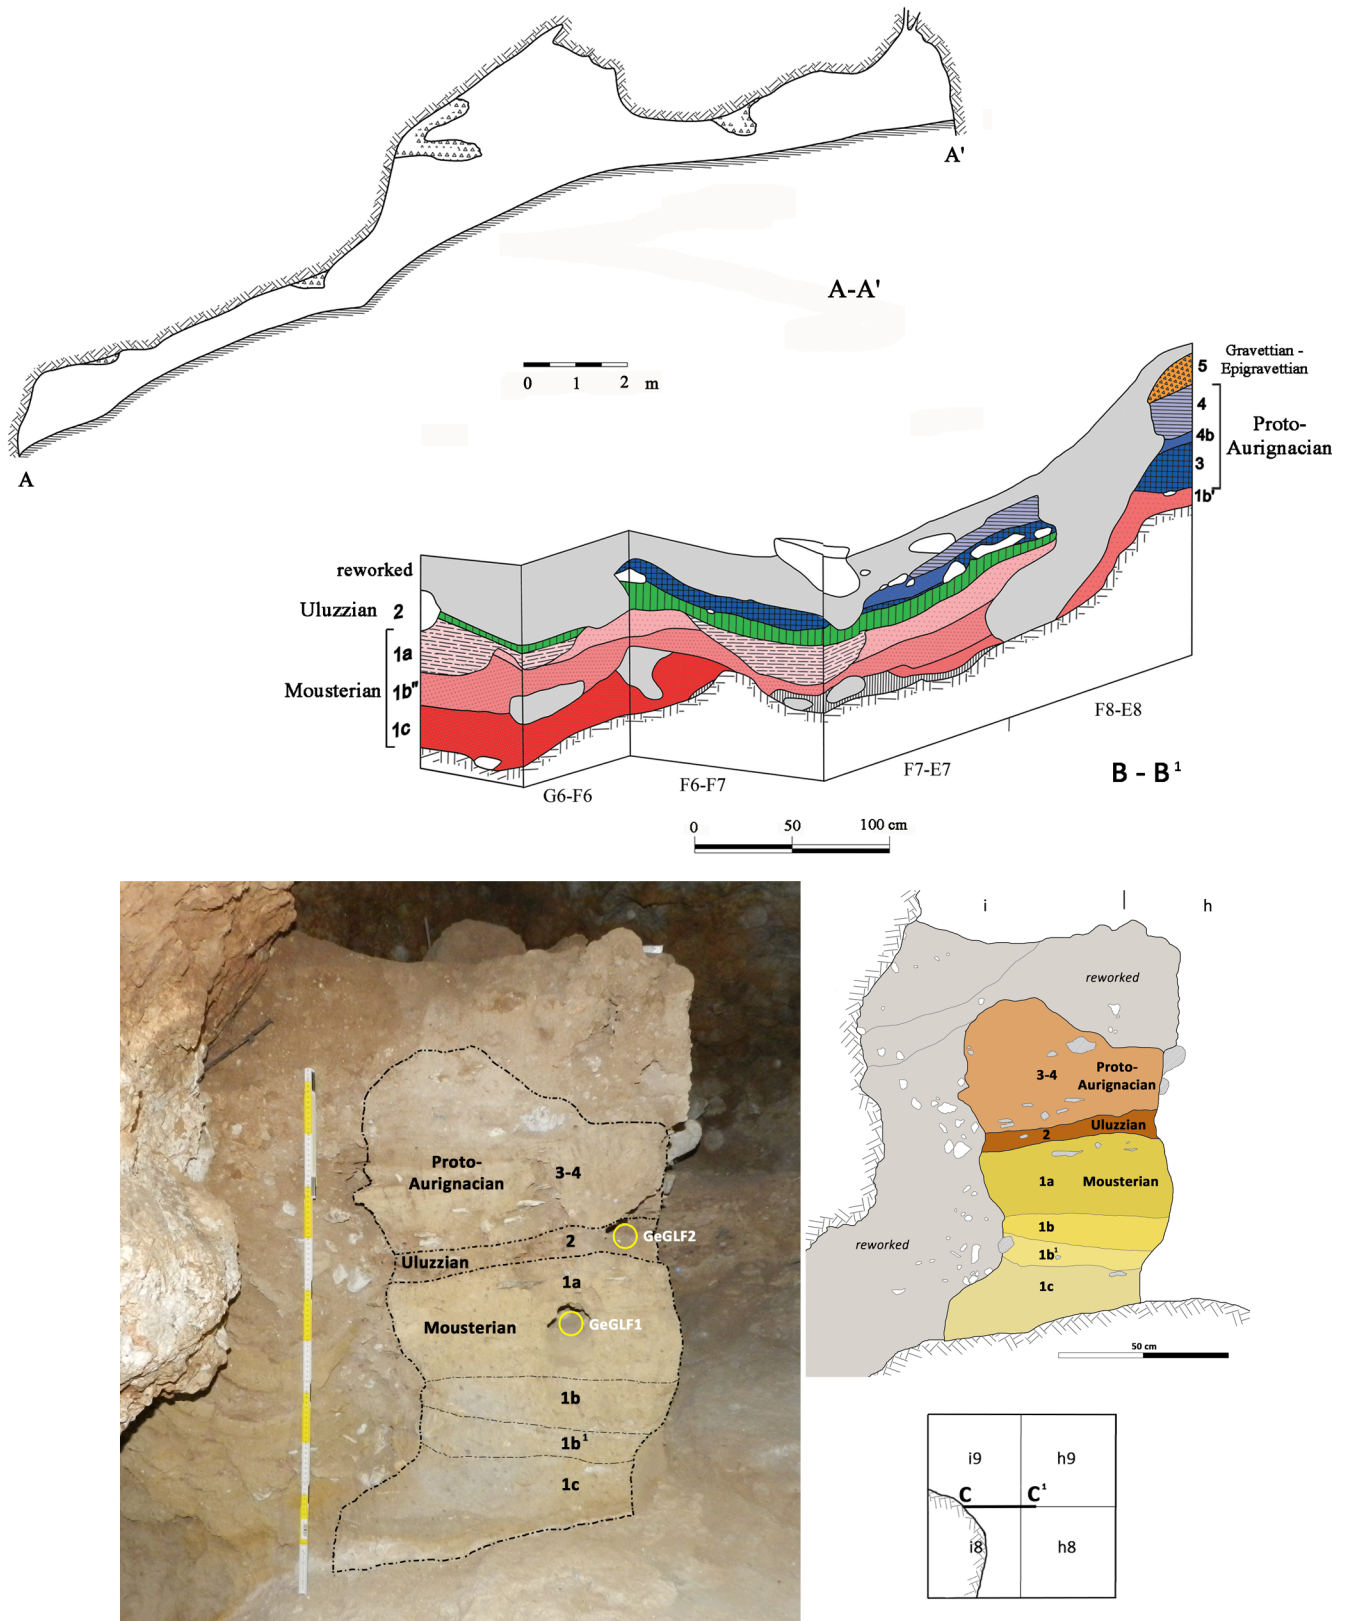 A'
A-A'
0 1 2 m
A
5
Gravettian -
Epigravettian
4
4b
Proto-
Aurignacian
3
1b'
reworked
Uluzzian 2
1a
Mousterian
1b"
1c
G6-F6
F6-F7
F7-E7
F8-E8
B - B¹
0 50 100 cm
Proto-
Aurignacian
3-4
2
GeGLF2
Uluzzian
1a
Mousterian
GeGLF1
1b
1b¹
1c
i
h
reworked
3-4
Proto-
Aurignacian
Uluzzian
2
1a
Mousterian
1b
reworked
1b¹
1c
50 cm
i9
h9
C
C¹
i8
h8